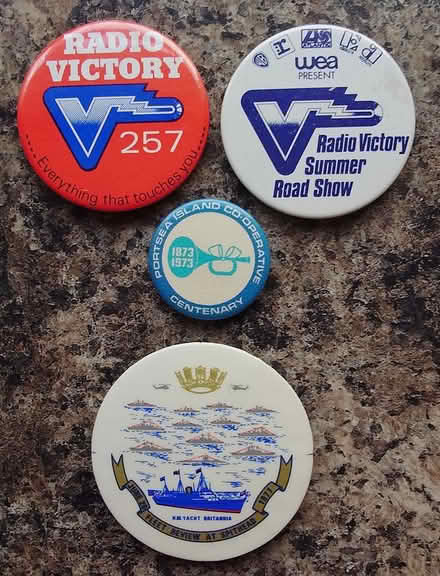 RADIO
VICTORY
257
Everything that touches you
wea
PRESENT
Radio Victory
Summer
Road Show
PORTSEA ISLAND CO-OPERATIVE
1873
1973
CENTENARY
H.M.YACHT BRITANNIA
JUBILEE FLEET REVIEW AT SPITHEAD 1977